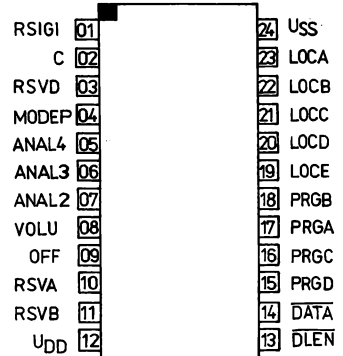 RSIGI 01 24 USS
C 02 23 LOCA
RSVD 03 22 LOCB
MODEP 04 21 LOCC
ANAL4 05 20 LOCD
ANAL3 06 19 LOCE
ANAL2 07 18 PRGB
VOLU 08 17 PRGA
OFF 09 16 PRGC
RSVA 10 15 PRGD
RSVB 11 14 DATA
UDD 12 13 DLEN